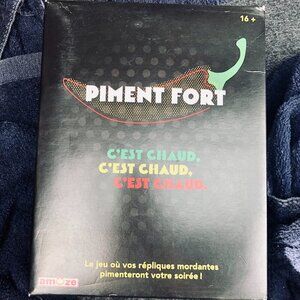 16 +
PIMENT FORT
C'EST CHAUD,
C'EST CHAUD,
C'EST CHAUD.
Le jeu où vos répliques mordantes
pimenteront votre soirée !
amuze